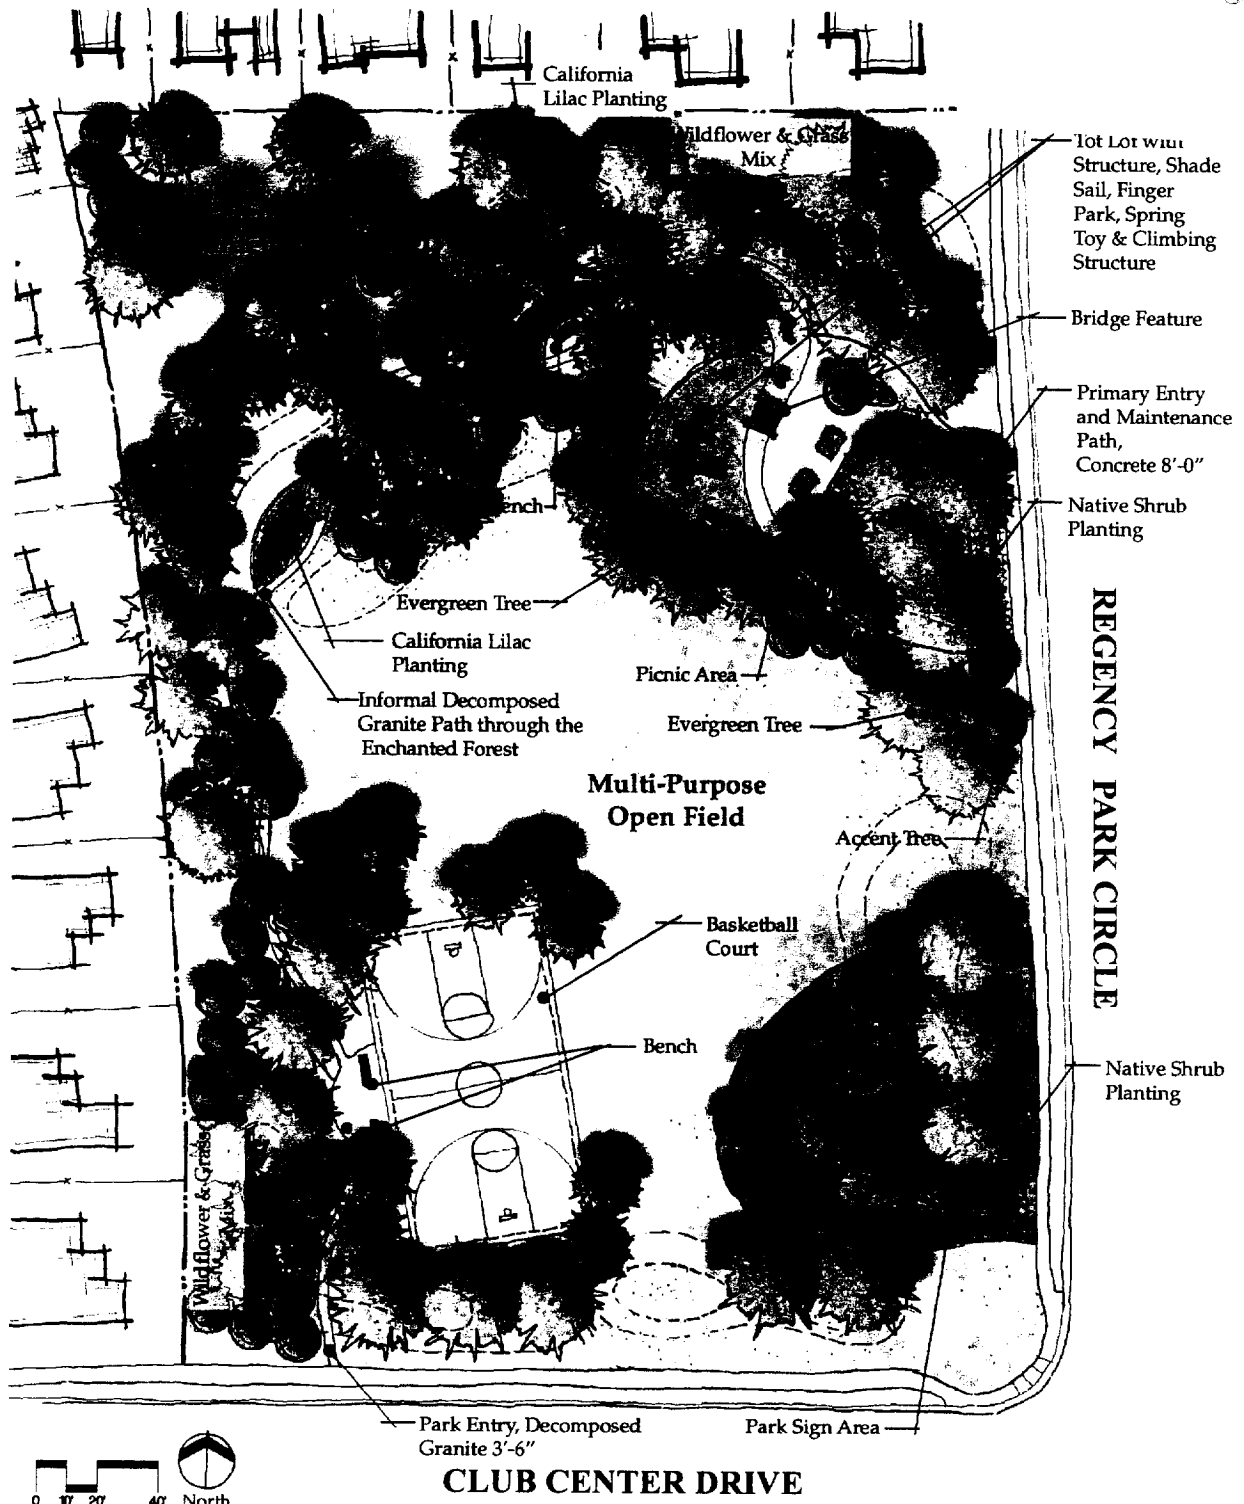 California
Lilac Planting
Wildflower & Grass
Mix
Tot Lot with
Structure, Shade
Sail, Finger
Park, Spring
Toy & Climbing
Structure
Bridge Feature
Primary Entry
and Maintenance
Path,
Concrete 8'-0"
Native Shrub
Planting
ench
Evergreen Tree
California Lilac
Planting
Picnic Area
Informal Decomposed
Granite Path through the
Enchanted Forest
Evergreen Tree
Multi-Purpose
Open Field
Accent Tree
REGENCY PARK CIRCLE
Basketball
Court
Bench
Native Shrub
Planting
Wildflower & Grass
Mix
Park Entry, Decomposed
Granite 3'-6"
Park Sign Area
CLUB CENTER DRIVE
0 10' 20' 40' North